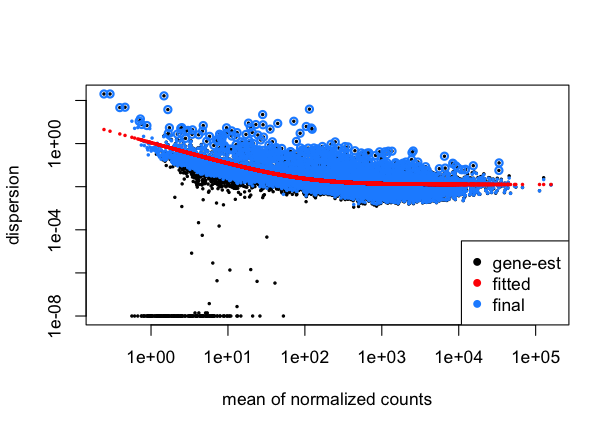 dispersion
1e+00
1e-04
1e-08
gene-est
fitted
final
1e+00 1e+01 1e+02 1e+03 1e+04 1e+05
mean of normalized counts